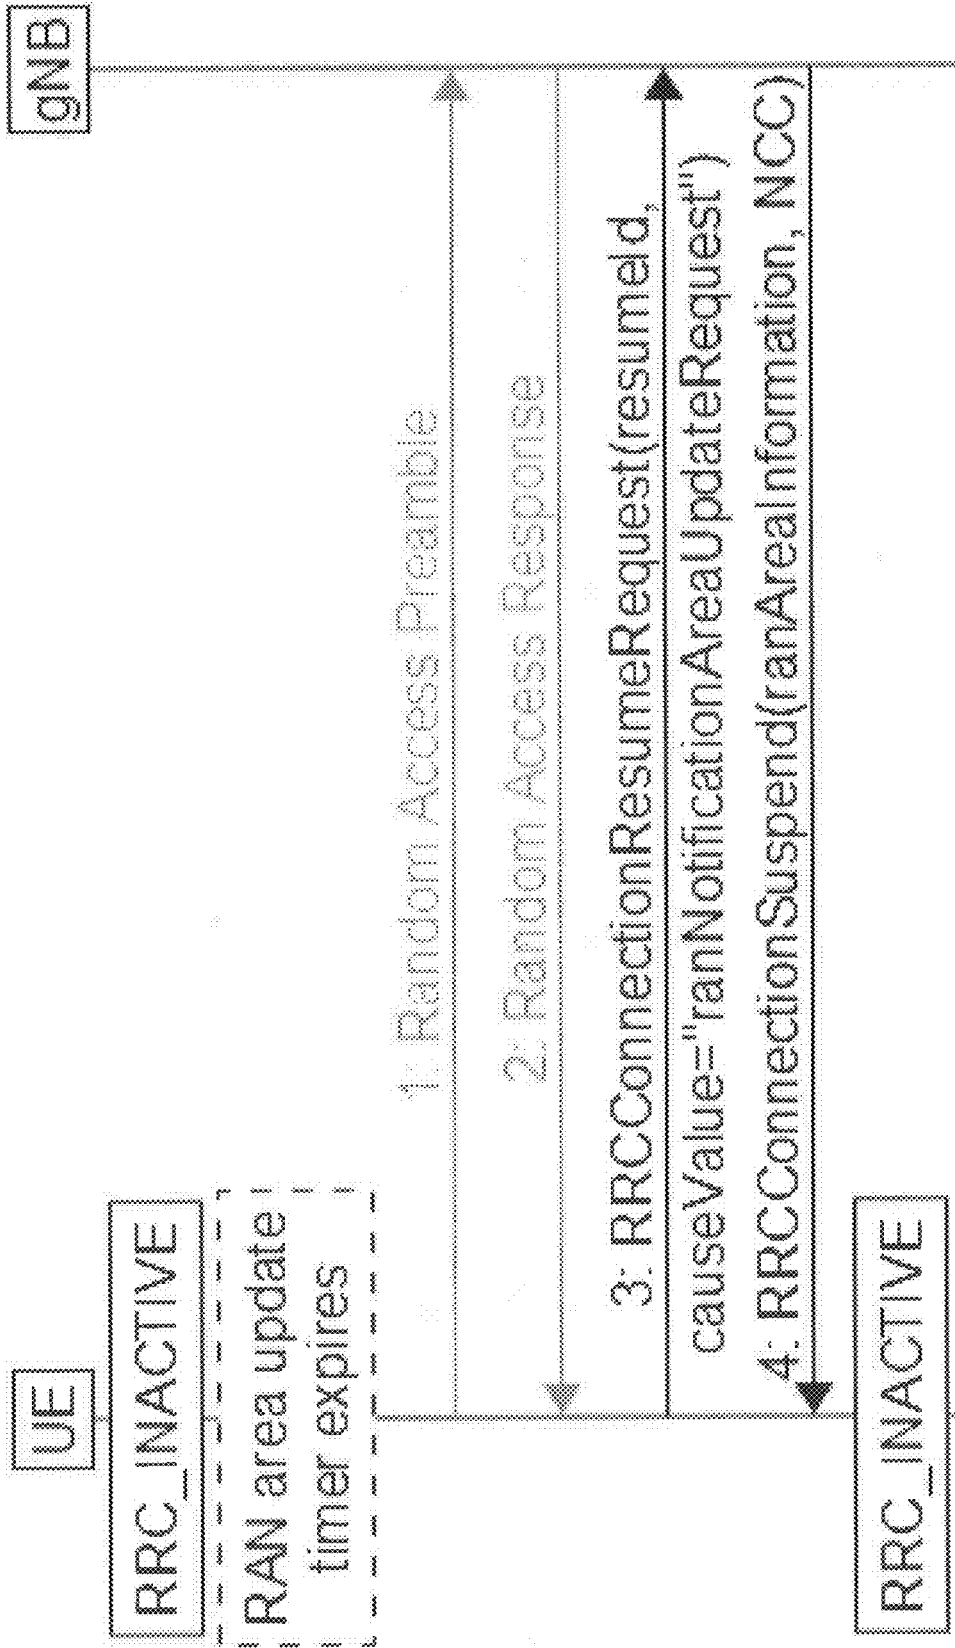 UE
gNB
RRC_INACTIVE
RAN area update
timer expires
1: Random Access Preamble
2: Random Access Response
3: RRCConnectionResumeRequest(resumeId,
causeValue="ranNotificationAreaUpdateRequest")
4: RRCConnectionSuspend(ranAreaInformation, NCC)
RRC_INACTIVE